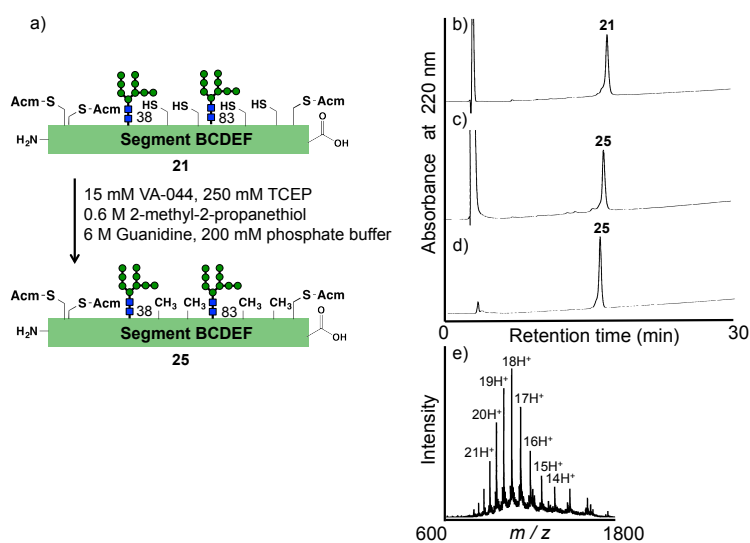 a)
Acm-S
S-Acm
HS
HS
HS
HS
S-Acm
38
83
O
OH
H₂N
Segment BCDEF
21
15 mM VA-044, 250 mM TCEP
0.6 M 2-methyl-2-propanethiol
6 M Guanidine, 200 mM phosphate buffer
Acm-S
S-Acm
CH₃
CH₃
CH₃
CH₃
S-Acm
38
83
O
OH
H₂N
Segment BCDEF
25
b)
21
c)
25
d)
25
Absorbance at 220 nm
0
Retention time (min)
30
e)
18H⁺
19H⁺
17H⁺
20H⁺
16H⁺
21H⁺
15H⁺
14H⁺
Intensity
600
m / z
1800